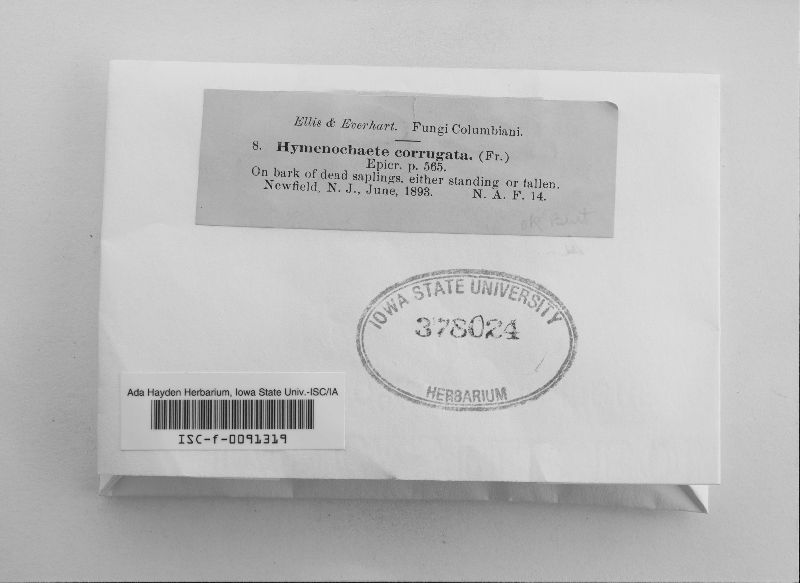 Ellis & Everhart. Fungi Columbiani.
8. Hymenochaete corrugata. (Fr.)
Epicr. p. 565.
On bark of dead saplings, either standing or fallen.
Newfield, N. J., June, 1893. N. A. F. 14.
IOWA STATE UNIVERSITY
378024
HERBARIUM
Ada Hayden Herbarium, Iowa State Univ.-ISC/IA
ISC-f-0091319